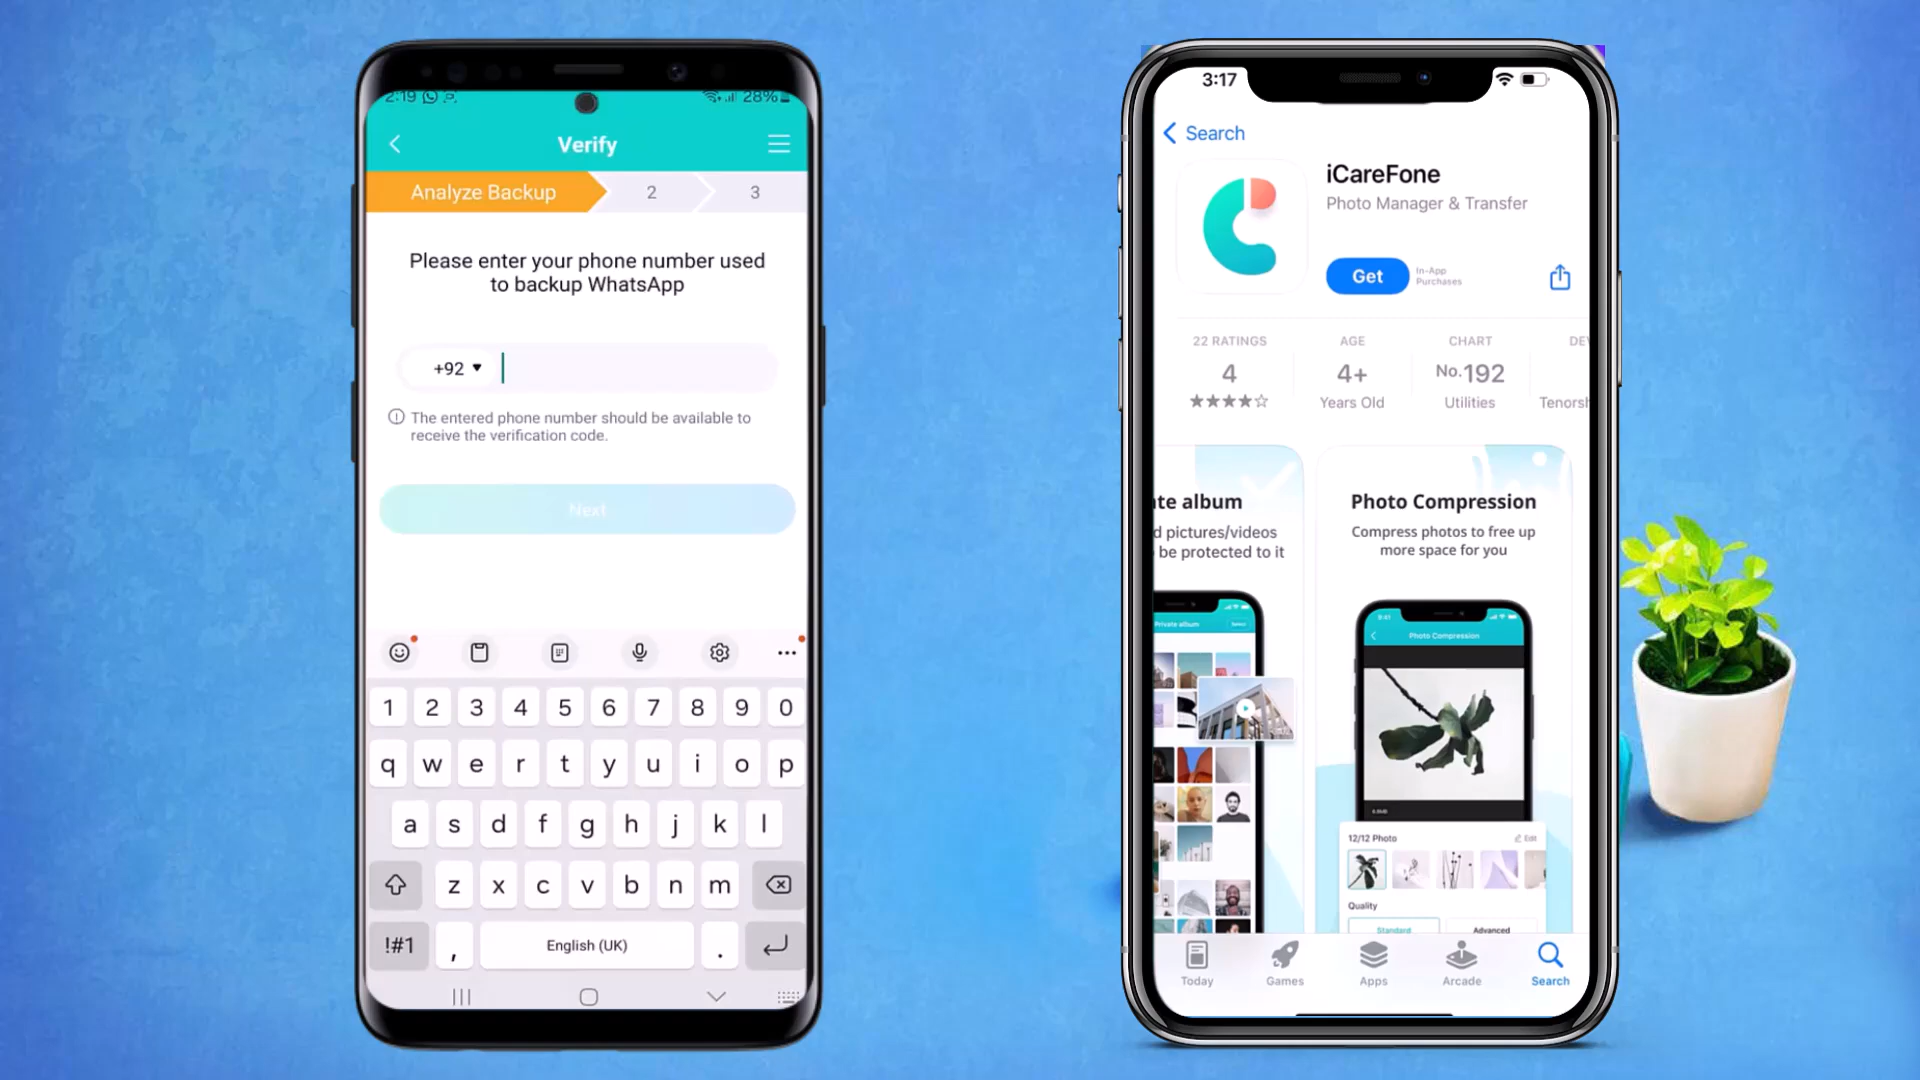 2:19
28%
Verify
Analyze Backup
2
3
Please enter your phone number used
to backup WhatsApp
+92
The entered phone number should be available to
receive the verification code.
Next
1 2 3 4 5 6 7 8 9 0
q w e r t y u i o p
a s d f g h j k l
z x c v b n m
!#1 , English (UK) .
3:17
Search
iCareFone
Photo Manager & Transfer
Get
In-App
Purchases
22 RATINGS
4
★★★★☆
AGE
4+
Years Old
CHART
No.192
Utilities
DEV
Tenorsh
te album
d pictures/videos
be protected to it
Private album
Select
Photo Compression
Compress photos to free up
more space for you
9:41
Photo Compression
12/12 Photo
Edit
Quality
Standard
Advanced
Today
Games
Apps
Arcade
Search